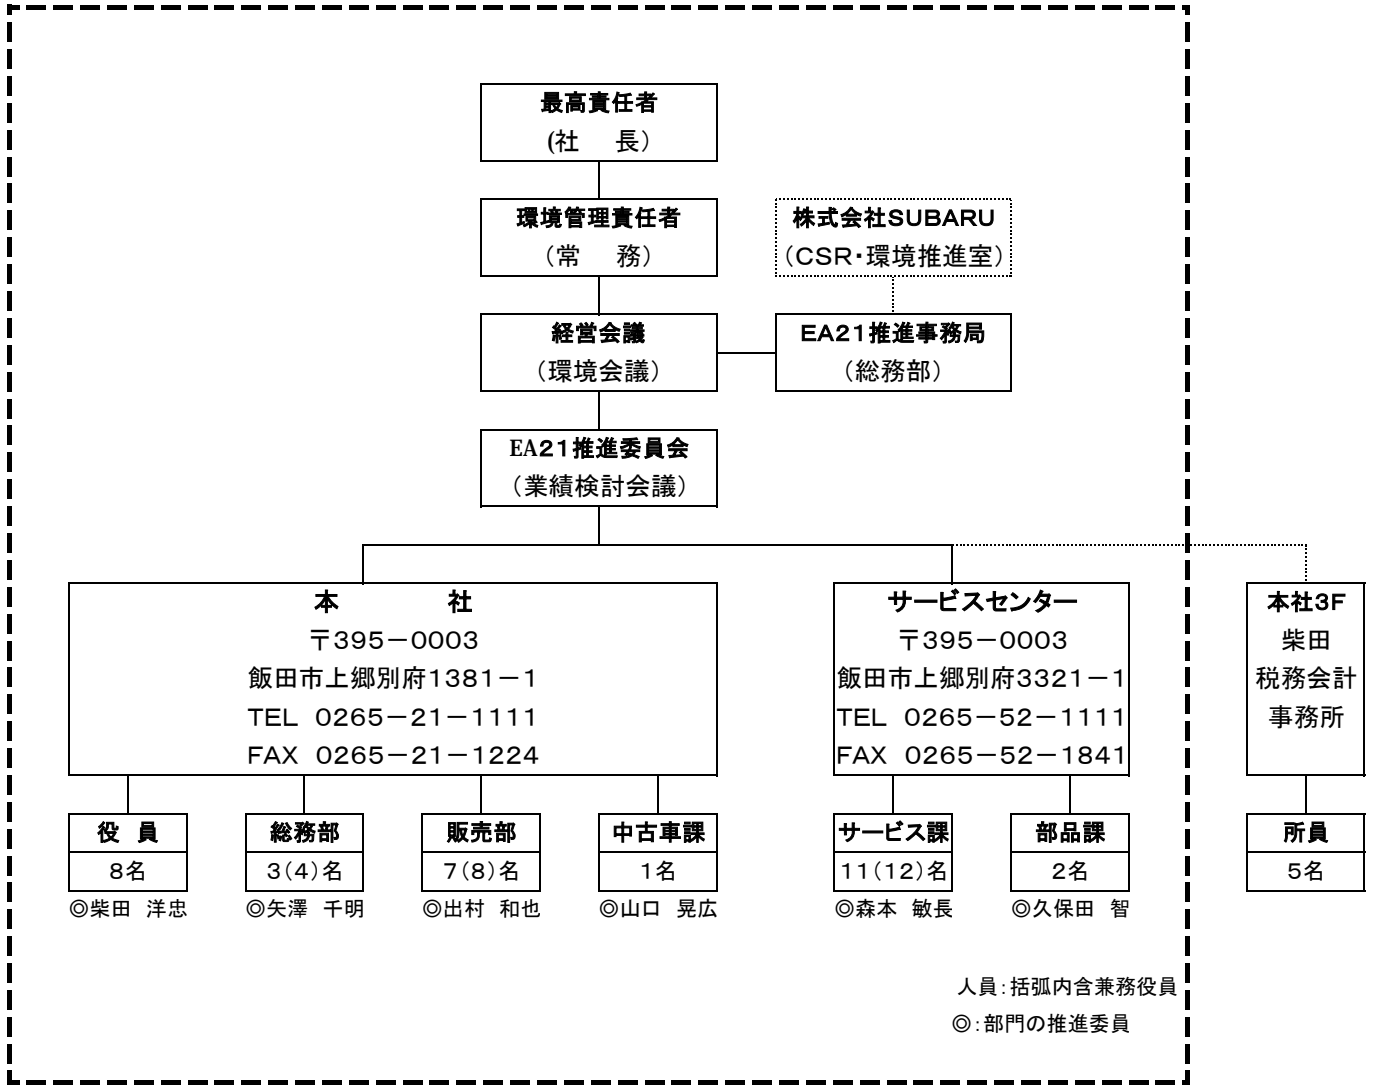 最高責任者
(社　長）
環境管理責任者
（常　務）
株式会社SUBARU
（CSR・環境推進室）
経営会議
（環境会議）
EA21推進事務局
（総務部）
EA21推進委員会
（業績検討会議）
本　社
〒395－0003
飯田市上郷別府1381－1
TEL 0265－21－1111
FAX 0265－21－1224
サービスセンター
〒395－0003
飯田市上郷別府3321－1
TEL 0265－52－1111
FAX 0265－52－1841
本社3F
柴田
税務会計
事務所
役 員
8名
◎柴田 洋忠
総務部
3（4）名
◎矢澤 千明
販売部
7（8）名
◎出村 和也
中古車課
1名
◎山口 晃広
サービス課
11（12）名
◎森本 敏長
部品課
2名
◎久保田 智
所員
5名
人員：括弧内含兼務役員
◎：部門の推進委員